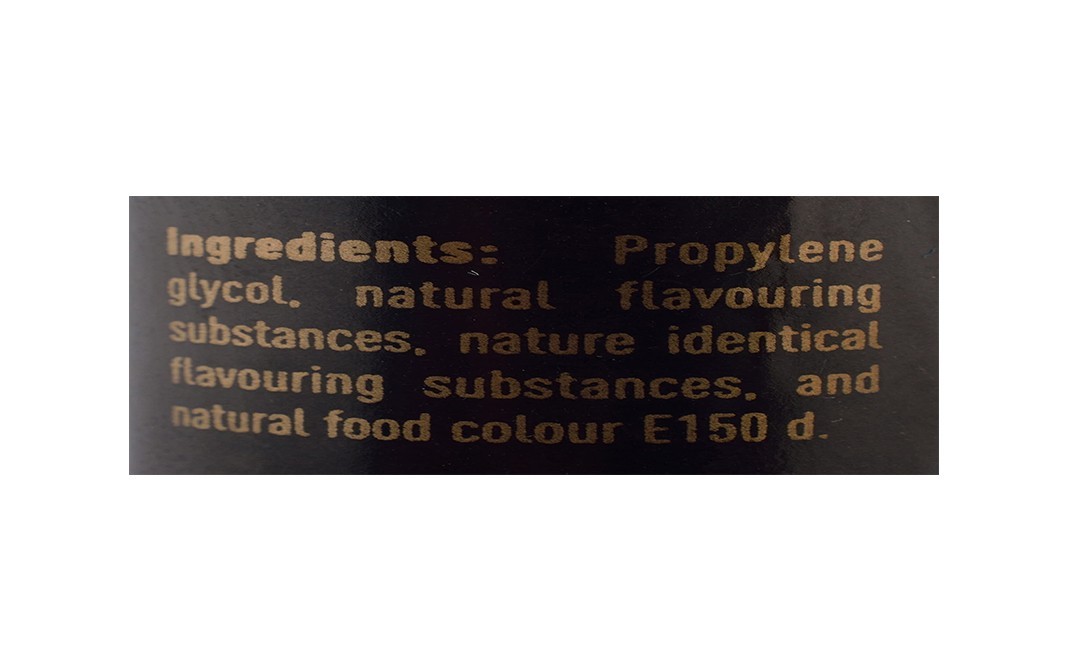 Ingredients: Propylene
glycol, natural flavouring
substances, nature identical
flavouring substances, and
natural food colour E150 d.